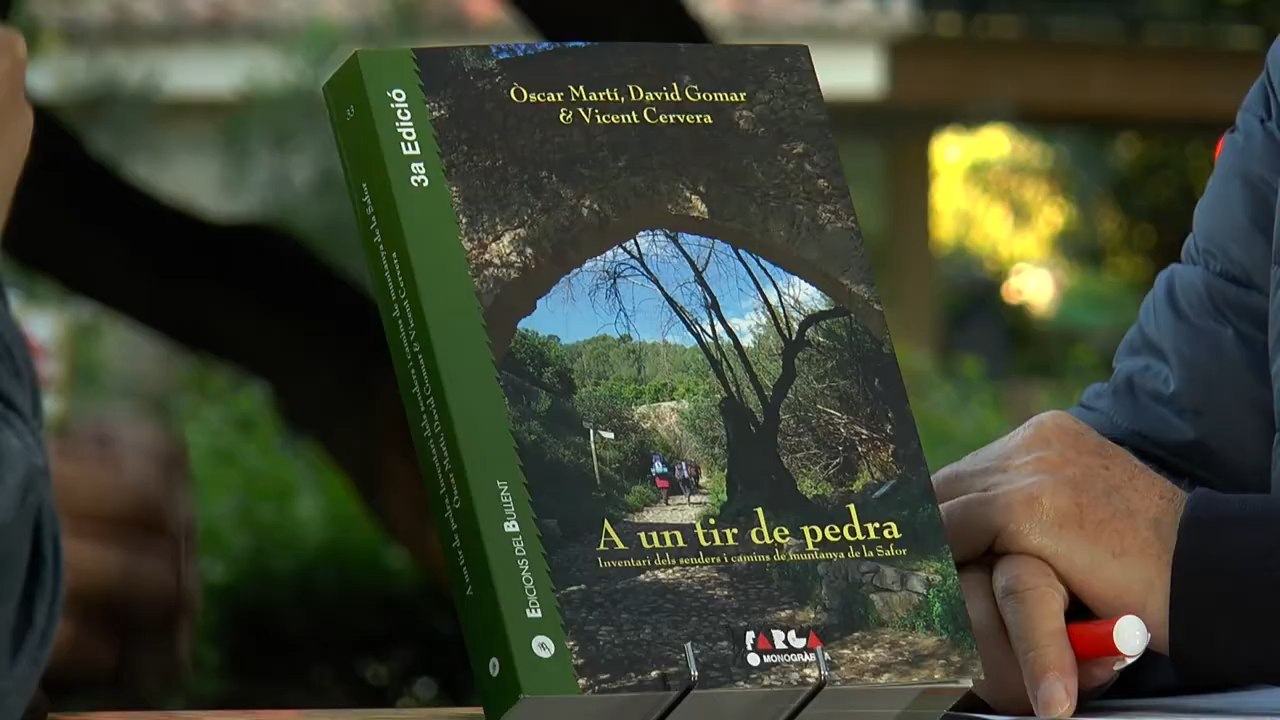 Òscar Martí, David Gomar
& Vicent Cervera
A un tir de pedra
Inventari dels senders i camins de muntanya de la Safor
FARGA
MONOGRÀFICA
3a Edició
EDICIONS DEL BULLENT
A un tir de pedra. Inventari dels senders i camins de muntanya de la Safor
Òscar Martí, David Gomar & Vicent Cervera
33